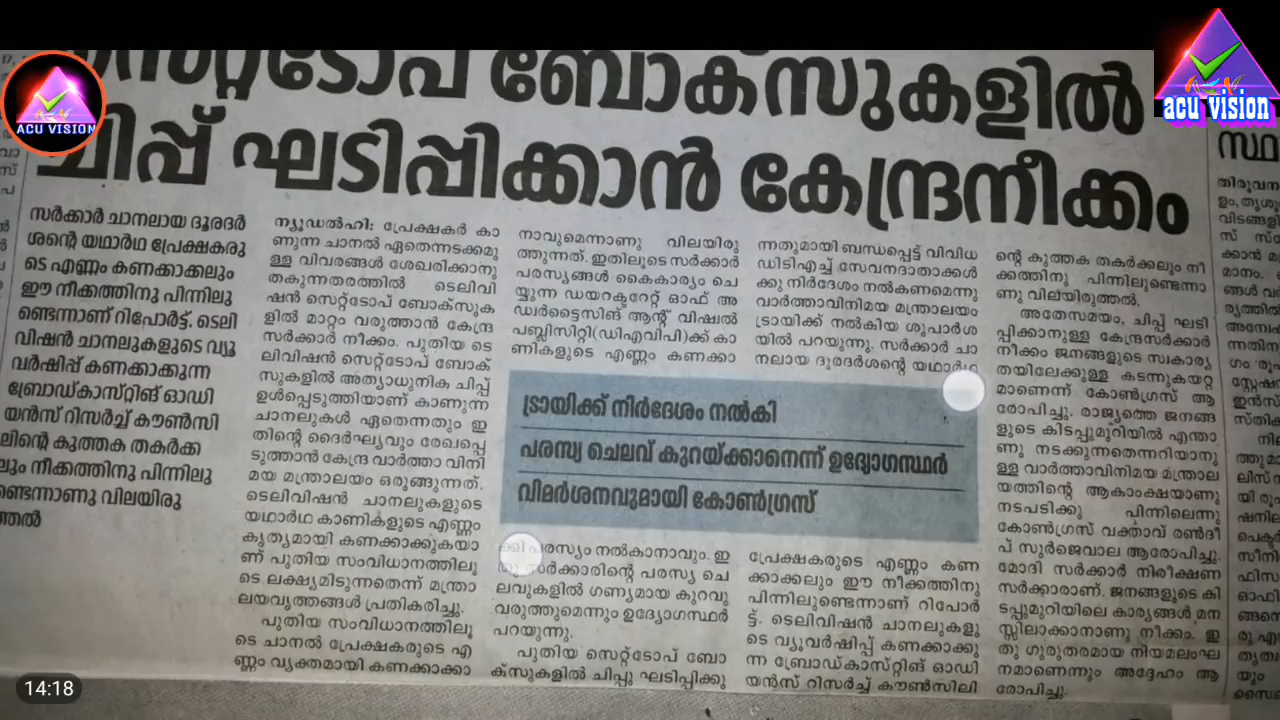 സെറ്റ്ടോപ് ബോക്സുകളിൽ
ചിപ്പ് ഘടിപ്പിക്കാൻ കേന്ദ്രനീക്കം
സർക്കാർ ചാനലായ ദൂരദർ
ശന്റെ യഥാർഥ പ്രേക്ഷകരു
ടെ എണ്ണം കണക്കാക്കലും
ഈ നീക്കത്തിനു പിന്നിലു
ണ്ടെന്നാണ് റിപോർട്ട്. ടെലി
വിഷൻ ചാനലുകളുടെ വ്യൂ
വർഷിപ്പ് കണക്കാക്കുന്ന
ബ്രോഡ്കാസ്റ്റിങ് ഓഡി
യൻസ് റിസർച്ച് കൗൺസി
ലിന്റെ കുത്തക തകർക്ക
ലും നീക്കത്തിനു പിന്നിലു
ണ്ടെന്നാണു വിലയിരു
ത്തൽ
ന്യൂഡൽഹി: പ്രേക്ഷകർ കാ
ണുന്ന ചാനൽ ഏതെന്നടക്കമു
ള്ള വിവരങ്ങൾ ശേഖരിക്കാനു
തകുന്നതരത്തിൽ ടെലിവി
ഷൻ സെറ്റ്ടോപ് ബോക്സുക
ളിൽ മാറ്റം വരുത്താൻ കേന്ദ്ര
സർക്കാർ നീക്കം. പുതിയ ടെ
ലിവിഷൻ സെറ്റ്ടോപ് ബോക്
സുകളിൽ അത്യാധുനിക ചിപ്പ്
ഉൾപ്പെടുത്തിയാണ് കാണുന്ന
ചാനലുകൾ ഏതെന്നതും ഇ
തിന്റെ ദൈർഘ്യവും രേഖപ്പെ
ടുത്താൻ കേന്ദ്ര വാർത്താ വിനി
മയ മന്ത്രാലയം ഒരുങ്ങുന്നത്.
ടെലിവിഷൻ ചാനലുകളുടെ
യഥാർഥ കാണികളുടെ എണ്ണം
കൃത്യമായി കണക്കാക്കുകയാ
ണ് പുതിയ സംവിധാനത്തിലൂ
ടെ ലക്ഷ്യമിടുന്നതെന്ന് മന്ത്രാ
ലയവൃത്തങ്ങൾ പ്രതികരിച്ചു.
പുതിയ സംവിധാനത്തിലൂ
ടെ ചാനൽ പ്രേക്ഷകരുടെ എ
ണ്ണം വ്യക്തമായി കണക്കാക്കാ
നാവുമെന്നാണു വിലയിരു
ത്തുന്നത്. ഇതിലൂടെ സർക്കാർ
പരസ്യങ്ങൾ കൈകാര്യം ചെ
യ്യുന്ന ഡയറക്ടറേറ്റ് ഓഫ് അ
ഡ്വർടൈസിങ് ആന്റ് വിഷ്വൽ
പബ്ലിസിറ്റി(ഡിഎവിപി)ക്ക് കാ
ണികളുടെ എണ്ണം കണക്കാ
ട്രായിക്ക് നിർദേശം നൽകി
പരസ്യ ചെലവ് കുറയ്ക്കാനെന്ന് ഉദ്യോഗസ്ഥർ
വിമർശനവുമായി കോൺഗ്രസ്
ക്കി പരസ്യം നൽകാനാവും. ഇ
തു സർക്കാരിന്റെ പരസ്യ ചെ
ലവുകളിൽ ഗണ്യമായ കുറവു
വരുത്തുമെന്നും ഉദ്യോഗസ്ഥർ
പറയുന്നു.
പുതിയ സെറ്റ്ടോപ് ബോ
ക്സുകളിൽ ചിപ്പു ഘടിപ്പിക്കു
ന്നതുമായി ബന്ധപ്പെട്ട് വിവിധ
ഡിടിഎച്ച് സേവനദാതാക്കൾ
ക്കു നിർദേശം നൽകണമെന്നു
വാർത്താവിനിമയ മന്ത്രാലയം
ട്രായിക്ക് നൽകിയ ശുപാർശ
യിൽ പറയുന്നു. സർക്കാർ ചാ
നലായ ദൂരദർശന്റെ യഥാർഥ
പ്രേക്ഷകരുടെ എണ്ണം കണ
ക്കാക്കലും ഈ നീക്കത്തിനു
പിന്നിലുണ്ടെന്നാണ് റിപോർ
ട്ട്. ടെലിവിഷൻ ചാനലുകളു
ടെ വ്യൂവർഷിപ്പ് കണക്കാക്കു
ന്ന ബ്രോഡ്കാസ്റ്റിങ് ഓഡി
യൻസ് റിസർച്ച് കൗൺസിലി
ന്റെ കുത്തക തകർക്കലും നീ
ക്കത്തിനു പിന്നിലുണ്ടെന്നാ
ണു വിലയിരുത്തൽ.
അതേസമയം, ചിപ്പ് ഘടി
പ്പിക്കാനുള്ള കേന്ദ്രസർക്കാർ
നീക്കം ജനങ്ങളുടെ സ്വകാര്യ
തയിലേക്കുള്ള കടന്നുകയറ്റ
മാണെന്ന് കോൺഗ്രസ് ആ
രോപിച്ചു. രാജ്യത്തെ ജനങ്ങ
ളുടെ കിടപ്പുമുറിയിൽ എന്താ
ണു നടക്കുന്നതെന്നറിയാനു
ള്ള വാർത്താവിനിമയ മന്ത്രാല
യത്തിന്റെ ആകാംക്ഷയാണു
നടപടിക്കു പിന്നിലെന്നു
കോൺഗ്രസ് വക്താവ് രൺദീ
പ് സുർജെവാല ആരോപിച്ചു.
മോദി സർക്കാർ നിരീക്ഷണ
സർക്കാരാണ്. ജനങ്ങളുടെ കി
ടപ്പുമുറിയിലെ കാര്യങ്ങൾ മന
സ്സിലാക്കാനാണു നീക്കം. ഇ
തു ഗുരുതരമായ നിയമലംഘ
നമാണെന്നും അദ്ദേഹം ആ
രോപിച്ചു.
ACU VISION
acu vision
14:18